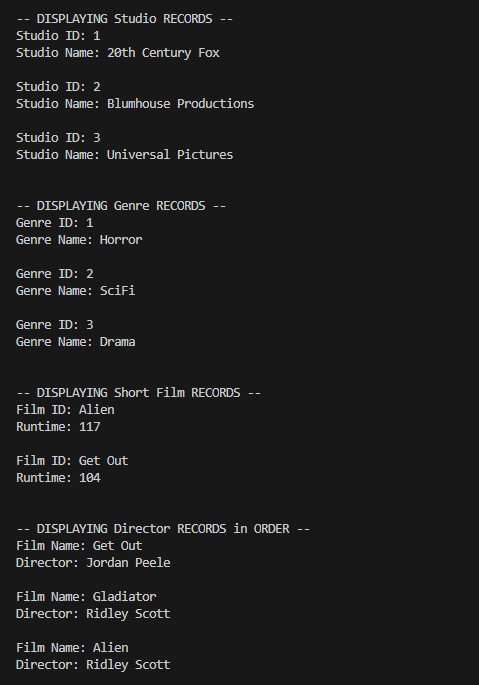 -- DISPLAYING Studio RECORDS --
Studio ID: 1
Studio Name: 20th Century Fox
Studio ID: 2
Studio Name: Blumhouse Productions
Studio ID: 3
Studio Name: Universal Pictures
-- DISPLAYING Genre RECORDS --
Genre ID: 1
Genre Name: Horror
Genre ID: 2
Genre Name: SciFi
Genre ID: 3
Genre Name: Drama
-- DISPLAYING Short Film RECORDS --
Film ID: Alien
Runtime: 117
Film ID: Get Out
Runtime: 104
-- DISPLAYING Director RECORDS in ORDER --
Film Name: Get Out
Director: Jordan Peele
Film Name: Gladiator
Director: Ridley Scott
Film Name: Alien
Director: Ridley Scott